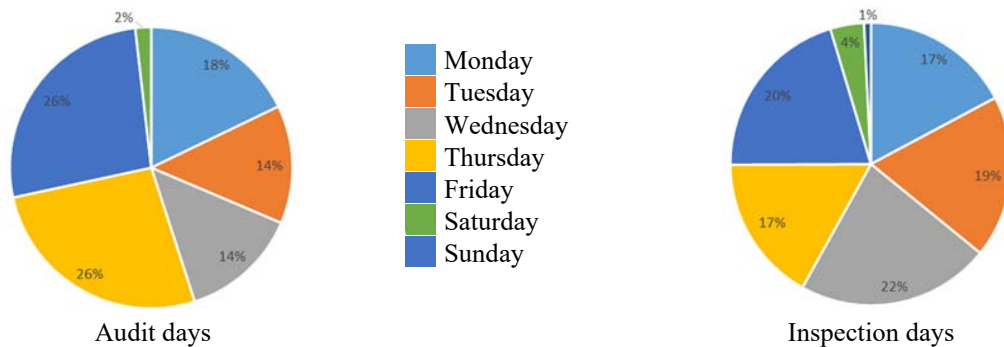 2%
18%
26%
14%
14%
26%
Audit days
Monday
Tuesday
Wednesday
Thursday
Friday
Saturday
Sunday
1%
4%
17%
20%
19%
17%
22%
Inspection days